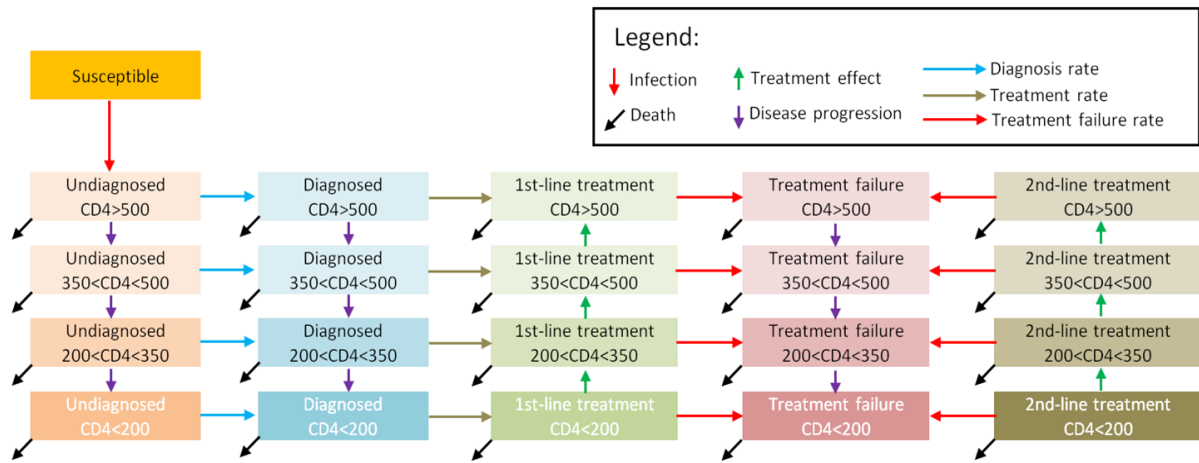 Legend:
Susceptible
Infection
Treatment effect
Diagnosis rate
Death
Disease progression
Treatment rate
Treatment failure rate
Undiagnosed
CD4>500
Diagnosed
CD4>500
1st-line treatment
CD4>500
Treatment failure
CD4>500
2nd-line treatment
CD4>500
Undiagnosed
350<CD4<500
Diagnosed
350<CD4<500
1st-line treatment
350<CD4<500
Treatment failure
350<CD4<500
2nd-line treatment
350<CD4<500
Undiagnosed
200<CD4<350
Diagnosed
200<CD4<350
1st-line treatment
200<CD4<350
Treatment failure
200<CD4<350
2nd-line treatment
200<CD4<350
Undiagnosed
CD4<200
Diagnosed
CD4<200
1st-line treatment
CD4<200
Treatment failure
CD4<200
2nd-line treatment
CD4<200